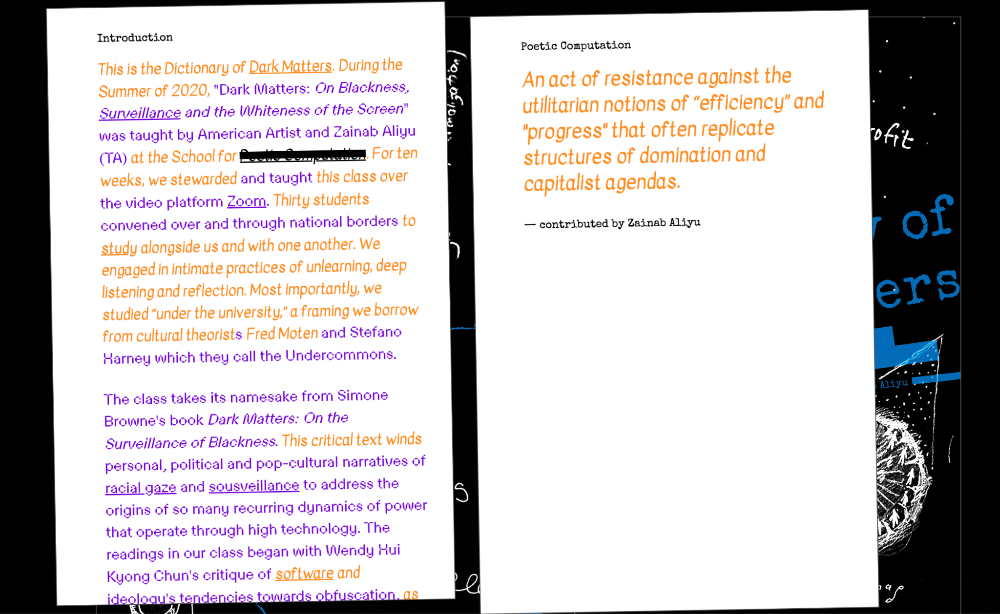 Introduction
This is the Dictionary of Dark Matters. During the
Summer of 2020, "Dark Matters: On Blackness,
Surveillance and the Whiteness of the Screen"
was taught by American Artist and Zainab Aliyu
(TA) at the School for Poetic Computation. For ten
weeks, we stewarded and taught this class over
the video platform Zoom. Thirty students
convened over and through national borders to
study alongside us and with one another. We
engaged in intimate practices of unlearning, deep
listening and reflection. Most importantly, we
studied “under the university,” a framing we borrow
from cultural theorists Fred Moten and Stefano
Harney which they call the Undercommons.
The class takes its namesake from Simone
Browne's book Dark Matters: On the
Surveillance of Blackness. This critical text winds
personal, political and pop-cultural narratives of
racial gaze and sousveillance to address the
origins of so many recurring dynamics of power
that operate through high technology. The
readings in our class began with Wendy Hui
Kyong Chun's critique of software and
ideology's tendencies towards obfuscation, as
Poetic Computation
An act of resistance against the
utilitarian notions of “efficiency” and
"progress" that often replicate
structures of domination and
capitalist agendas.
— contributed by Zainab Aliyu
ofit
of
ers
Aliyu